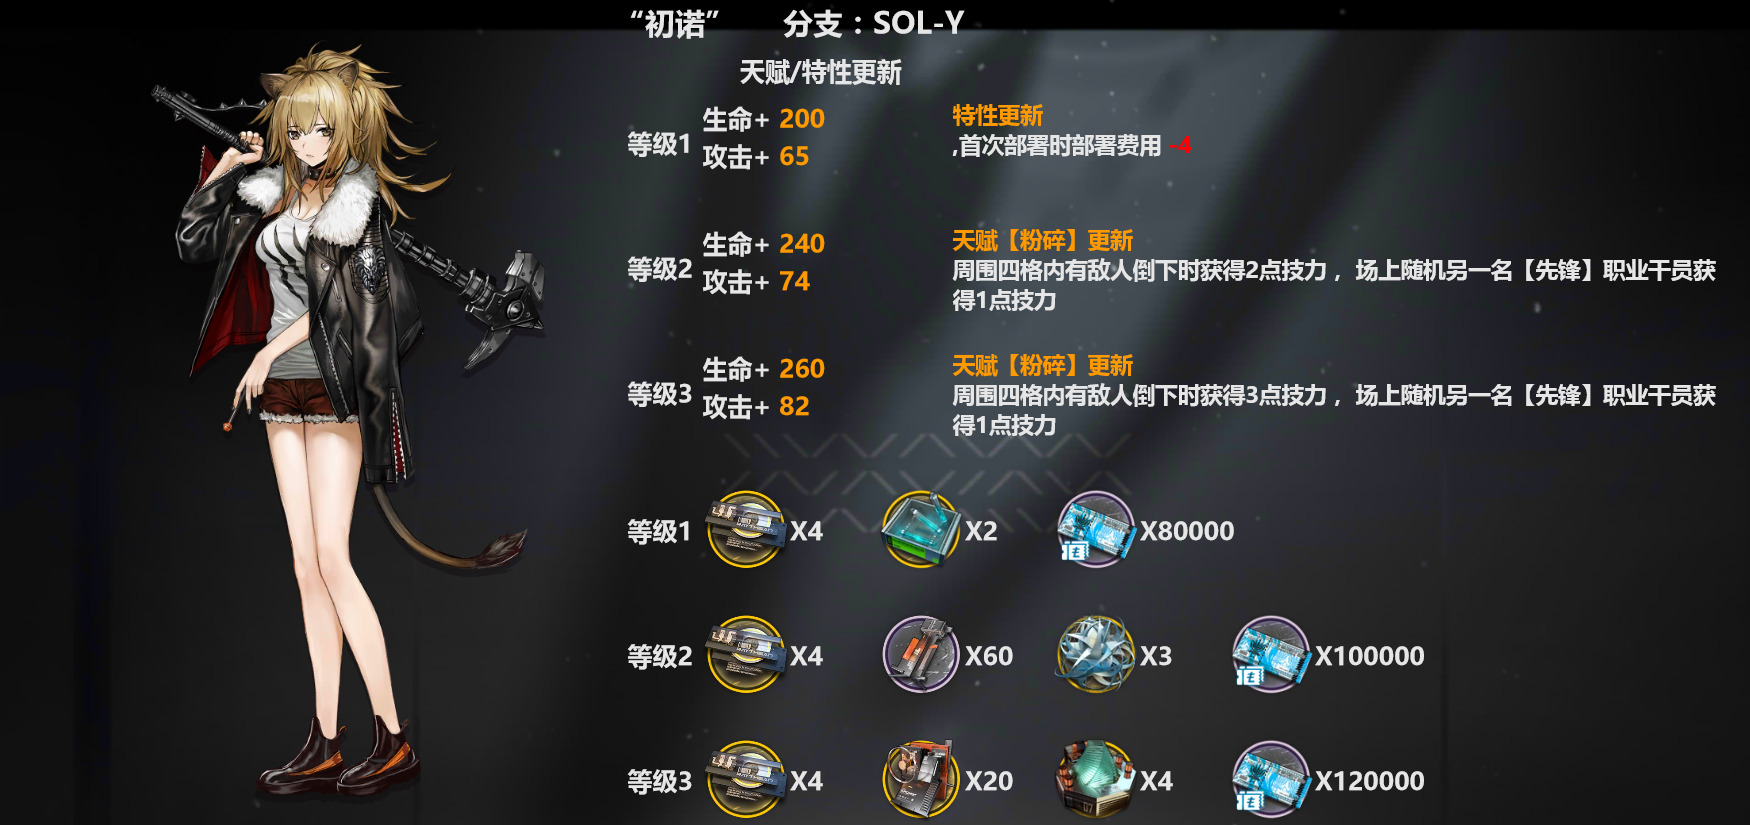 “初诺” 分支：SOL-Y
天赋/特性更新
等级1 生命+ 200
攻击+ 65
特性更新
,首次部署时部署费用 -4
等级2 生命+ 240
攻击+ 74
天赋【粉碎】更新
周围四格内有敌人倒下时获得2点技力，场上随机另一名【先锋】职业干员获
得1点技力
等级3 生命+ 260
攻击+ 82
天赋【粉碎】更新
周围四格内有敌人倒下时获得3点技力，场上随机另一名【先锋】职业干员获
得1点技力
等级1 X4 X2 X80000
等级2 X4 X60 X3 X100000
等级3 X4 X20 X4 X120000